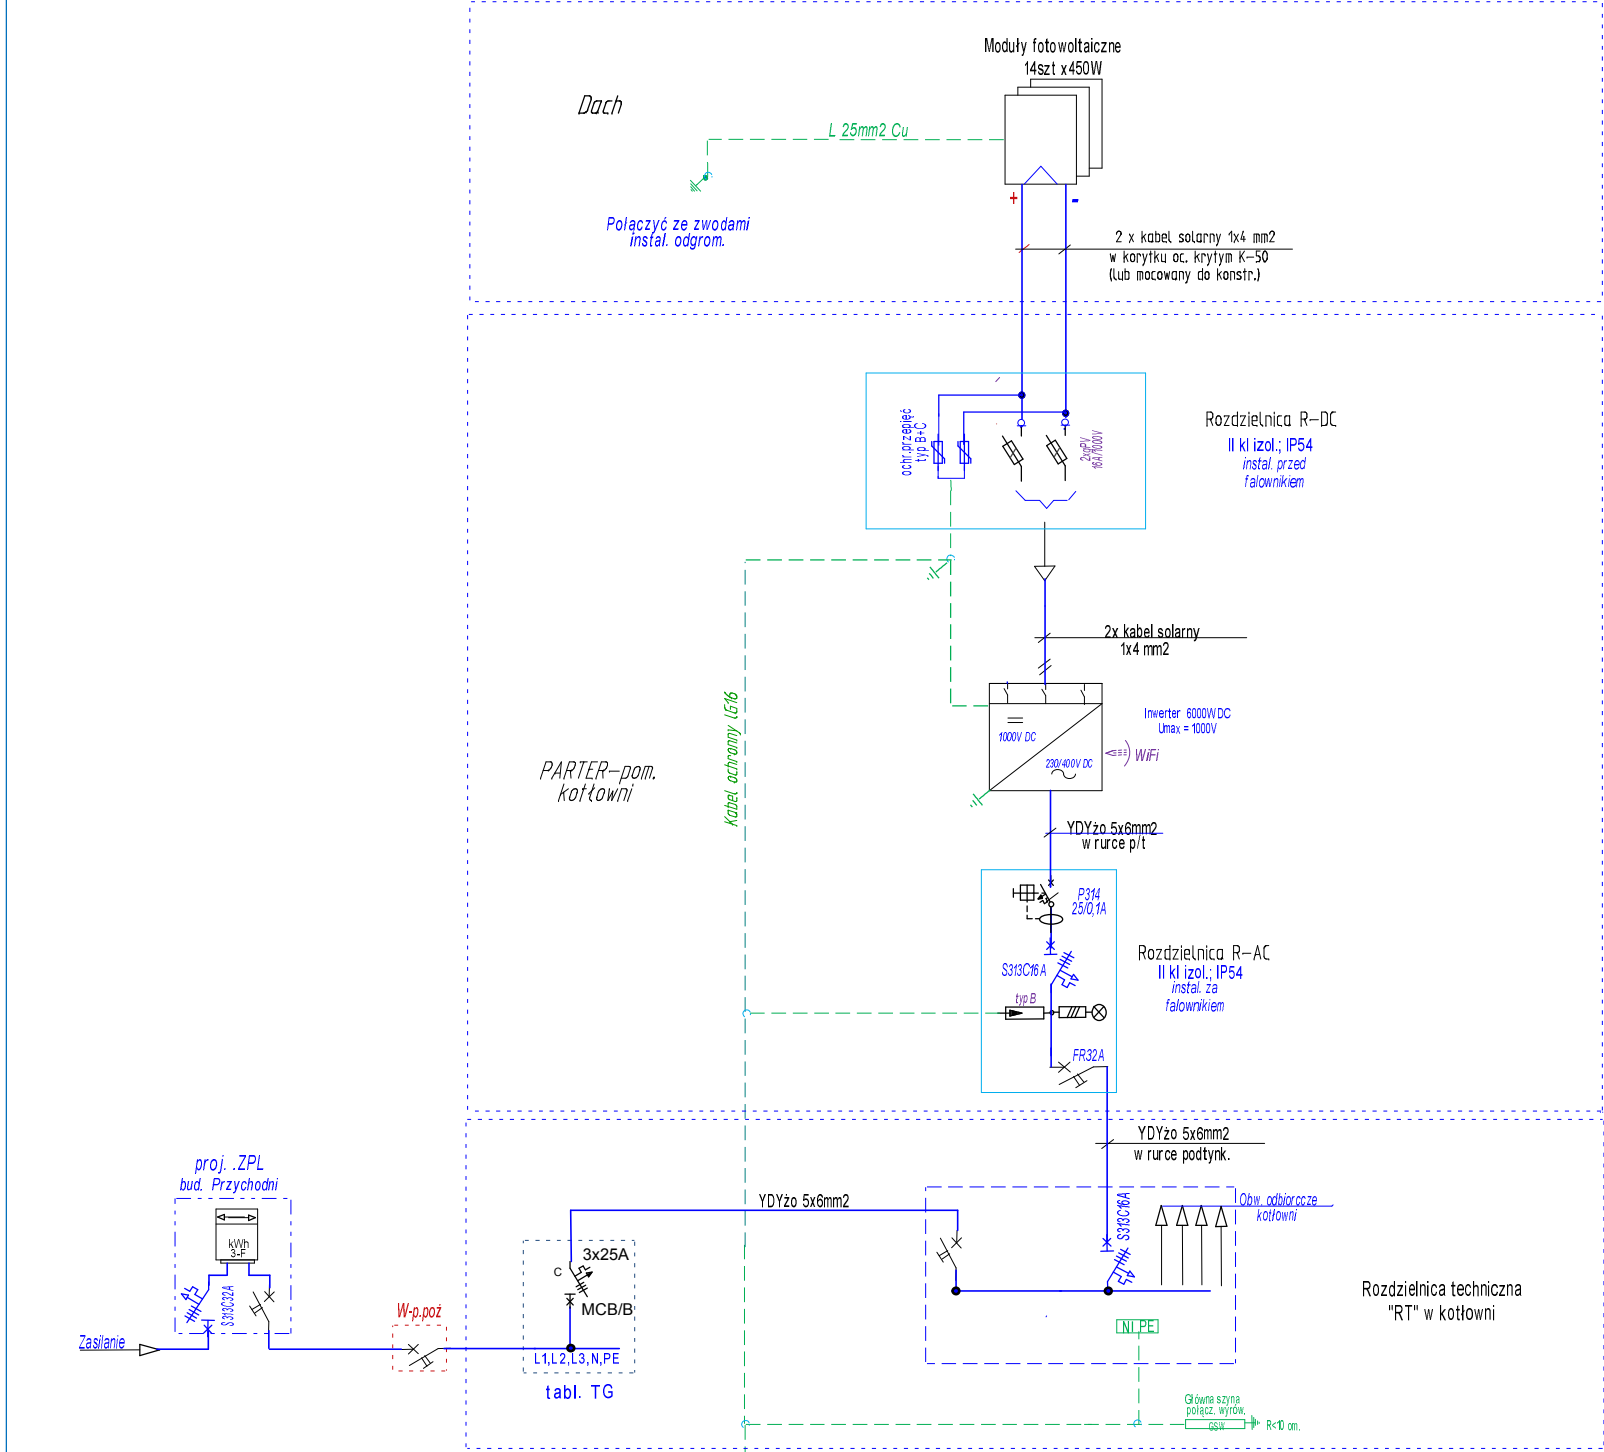 Moduły fotowoltaiczne
14szt x450W
Dach
L 25mm2 Cu
+
-
Połączyć ze zwodami
instal. odgrom.
2 x kabel solarny 1x4 mm2
w korytku oc. krytym K-50
(lub mocowany do konstr.)
ochr.przepięć
typ B+C
2xgPV
16A/1000V
Rozdzielnica R-DC
II kl izol.; IP54
instal. przed
falownikiem
2x kabel solarny
1x4 mm2
Kabel ochronny LG16
1000V DC
230/400V DC
Inwerter 6000W DC
Umax = 1000V
WiFi
PARTER-pom.
kotłowni
YDYżo 5x6mm2
w rurce p/t
P314
25/0,1A
S313C16A
typ B
FR32A
Rozdzielnica R-AC
II kl izol.; IP54
instal. za
falownikiem
YDYżo 5x6mm2
w rurce podtynk.
proj. .ZPL
bud. Przychodni
kWh
3-F
S313C32A
Zasilanie
W-p.poż
YDYżo 5x6mm2
3x25A
C
MCB/B
L1,L2,L3,N,PE
tabl. TG
S313C16A
Obw. odbiorcze
kotłowni
N|PE
Rozdzielnica techniczna
"RT" w kotłowni
Główna szyna
połącz. wyrów.
GSW
R<10 om.